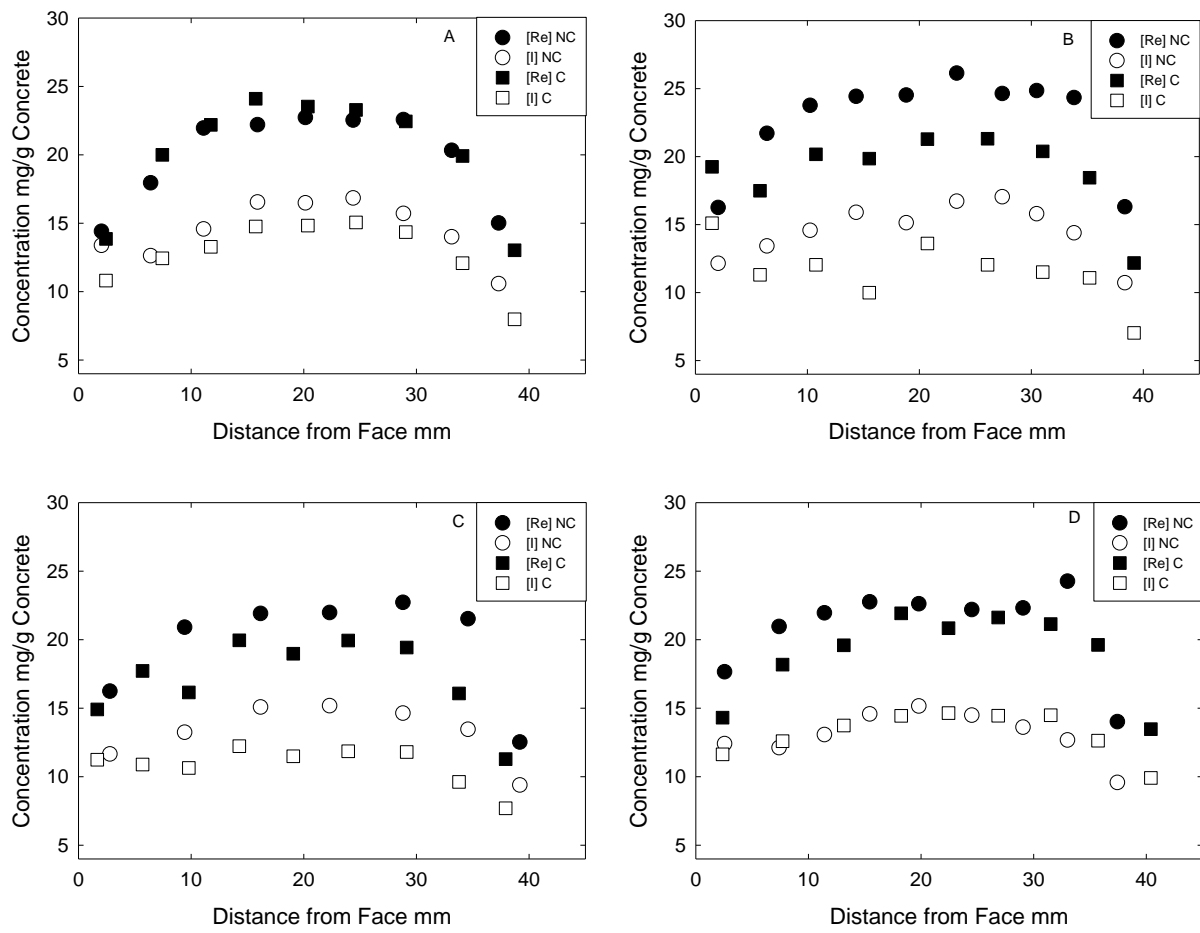 A
[Re] NC
[I] NC
[Re] C
[I] C
30
25
20
15
10
5
0 10 20 30 40
Concentration mg/g Concrete
Distance from Face mm
B
[Re] NC
[I] NC
[Re] C
[I] C
30
25
20
15
10
5
0 10 20 30 40
Concentration mg/g Concrete
Distance from Face mm
C
[Re] NC
[I] NC
[Re] C
[I] C
30
25
20
15
10
5
0 10 20 30 40
Concentration mg/g Concrete
Distance from Face mm
D
[Re] NC
[I] NC
[Re] C
[I] C
30
25
20
15
10
5
0 10 20 30 40
Concentration mg/g Concrete
Distance from Face mm